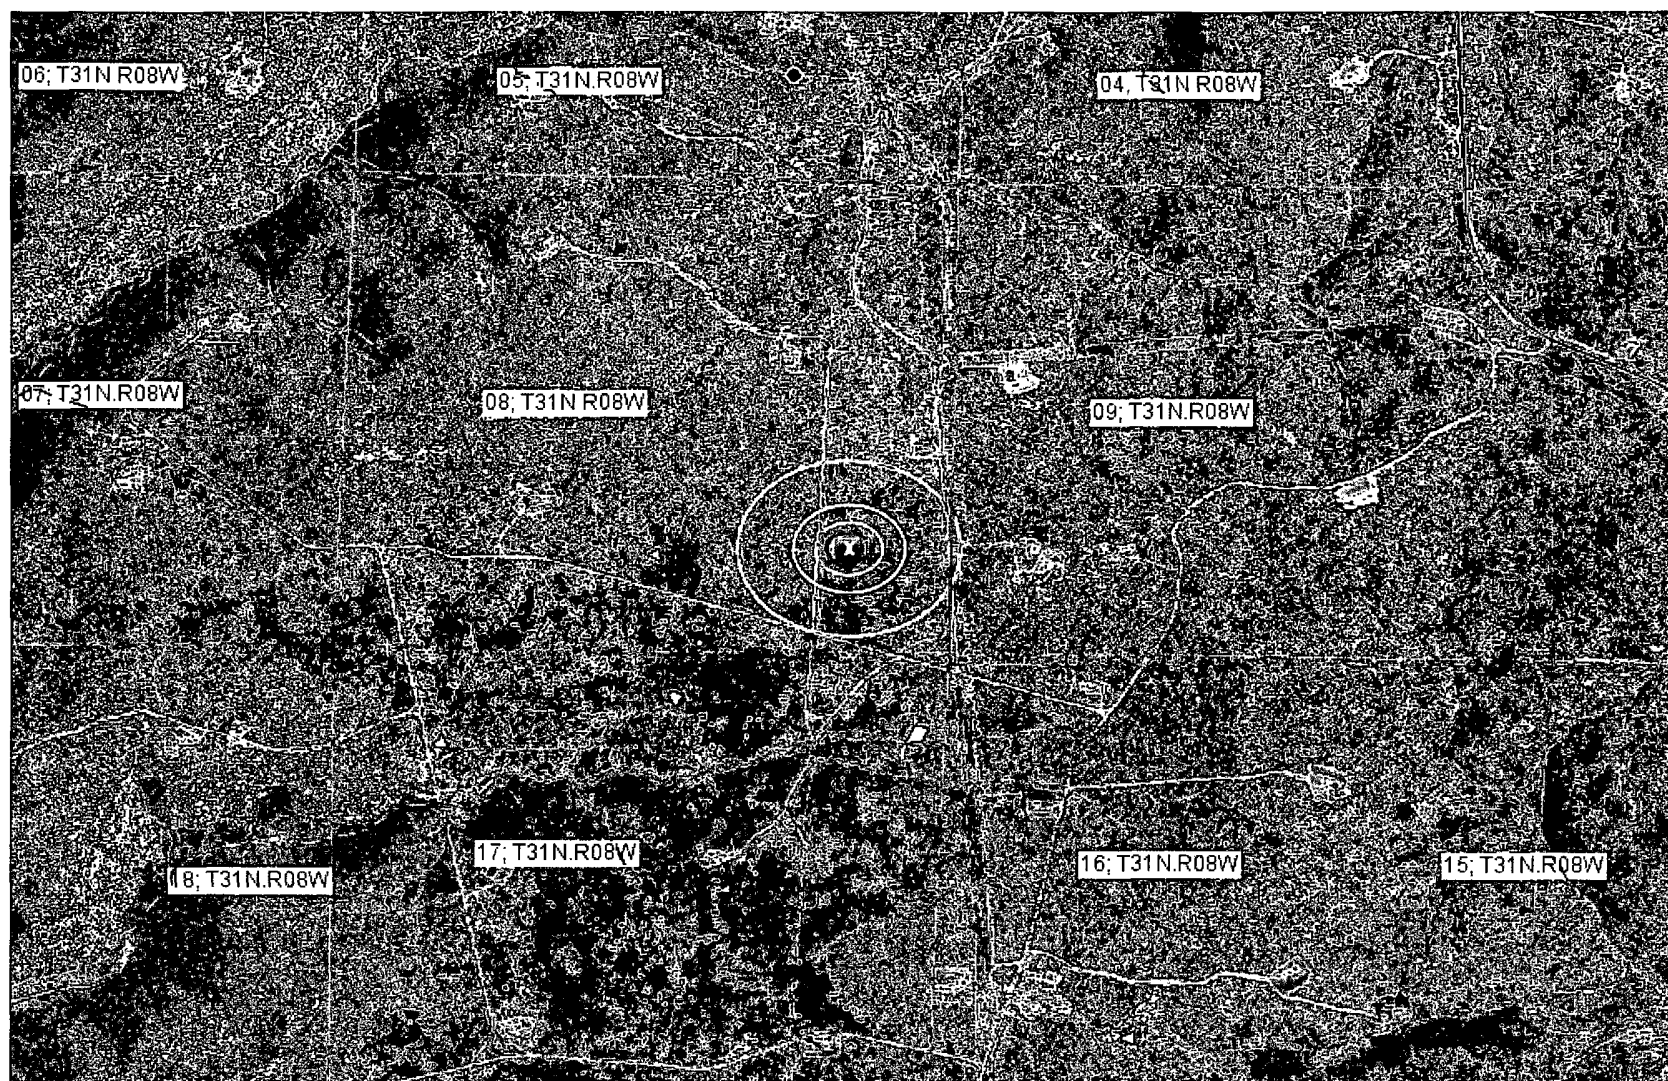 06; T31N R08W
05; T31N R08W
04; T31N R08W
07; T31N.R08W
08; T31N R08W
09; T31N.R08W
18; T31N.R08W
17; T31N.R08W
16; T31N.R08W
15; T31N.R08W
X